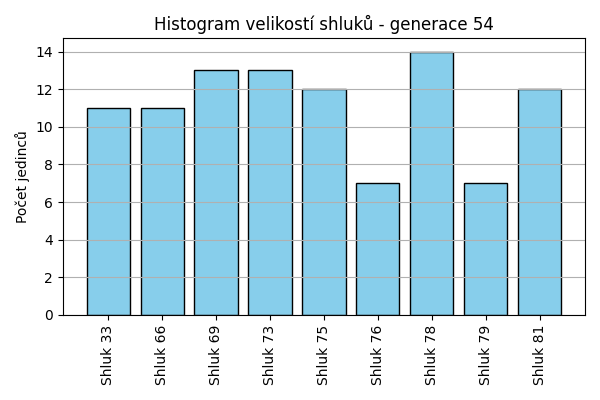 Histogram velikostí shluků - generace 54
Počet jedinců
14
12
10
8
6
4
2
0
Shluk 33
Shluk 66
Shluk 69
Shluk 73
Shluk 75
Shluk 76
Shluk 78
Shluk 79
Shluk 81